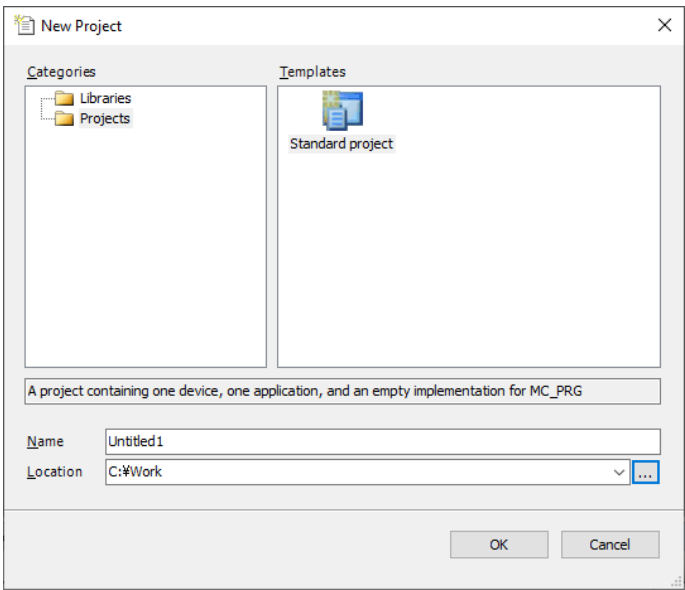 New Project
Categories
Templates
Libraries
Projects
Standard project
A project containing one device, one application, and an empty implementation for MC_PRG
Name
Untitled1
Location
C:¥Work
...
OK
Cancel